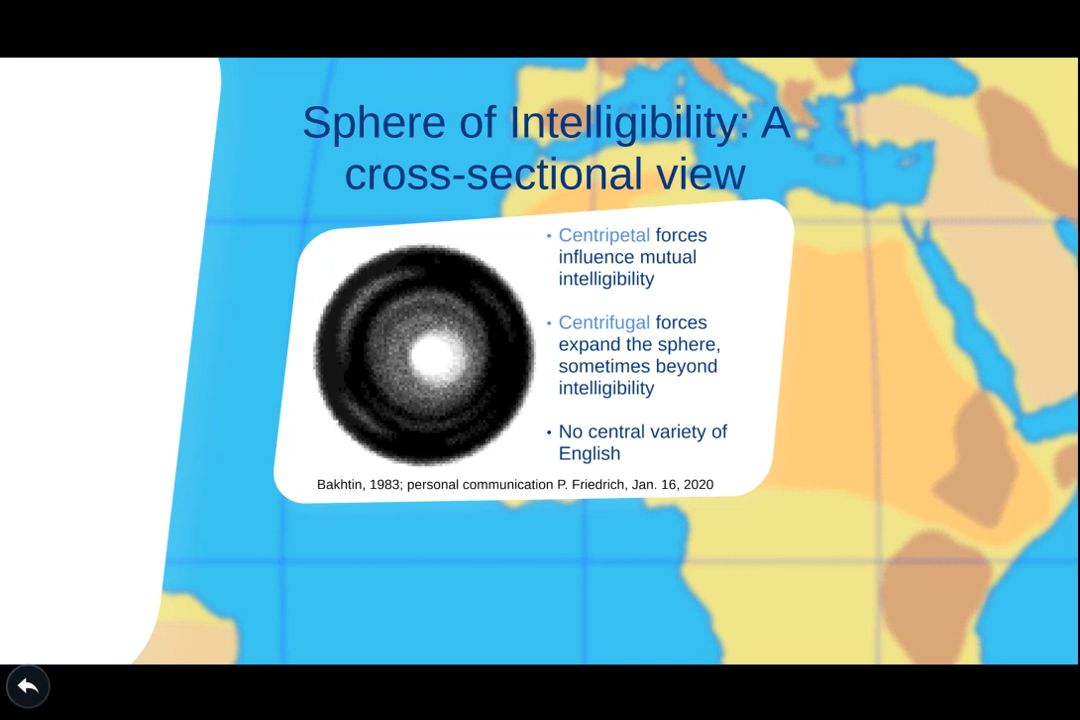 Sphere of Intelligibility: A
cross-sectional view
• Centripetal forces
influence mutual
intelligibility
• Centrifugal forces
expand the sphere,
sometimes beyond
intelligibility
• No central variety of
English
Bakhtin, 1983; personal communication P. Friedrich, Jan. 16, 2020